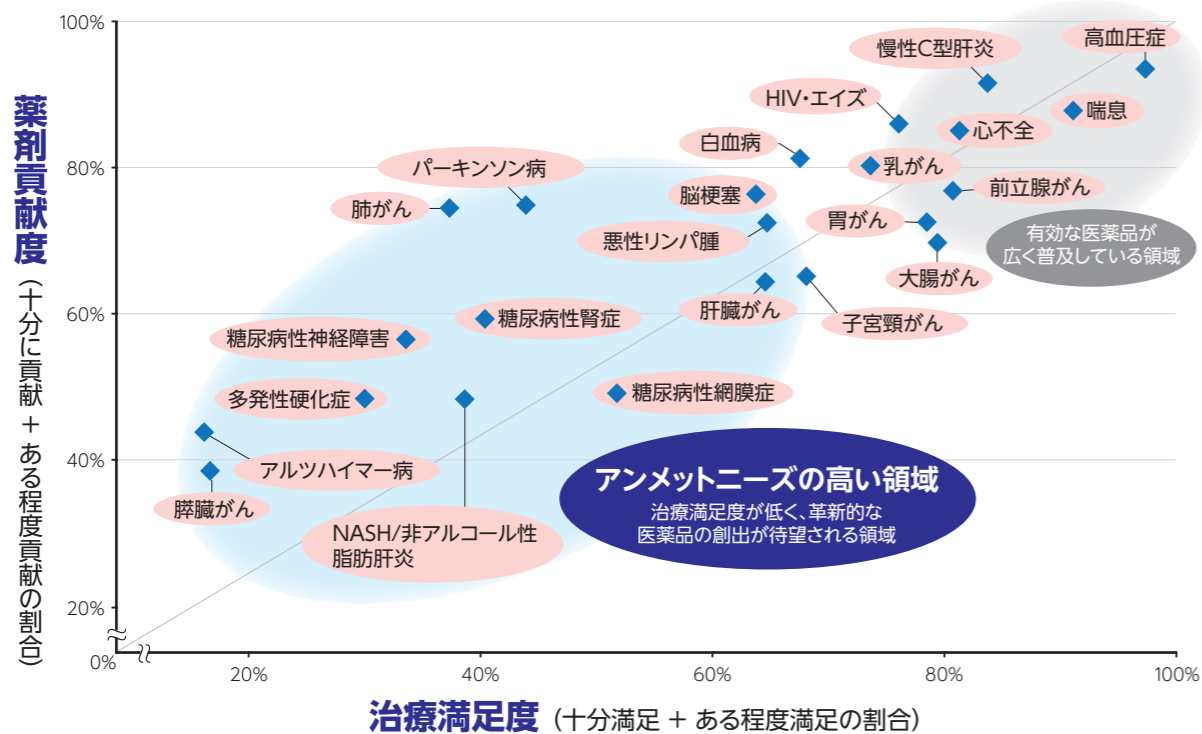 薬剤貢献度(十分に貢献 + ある程度貢献の割合)
100%
80%
60%
40%
20%
0%
高血圧症
慢性C型肝炎
HIV・エイズ
喘息
心不全
白血病
乳がん
パーキンソン病
前立腺がん
脳梗塞
肺がん
胃がん
悪性リンパ腫
有効な医薬品が
広く普及している領域
大腸がん
肝臓がん
子宮頸がん
糖尿病性腎症
糖尿病性神経障害
糖尿病性網膜症
多発性硬化症
アルツハイマー病
膵臓がん
NASH/非アルコール性
脂肪肝炎
アンメットニーズの高い領域
治療満足度が低く、革新的な
医薬品の創出が待望される領域
20%
40%
60%
80%
100%
治療満足度(十分満足 + ある程度満足の割合)